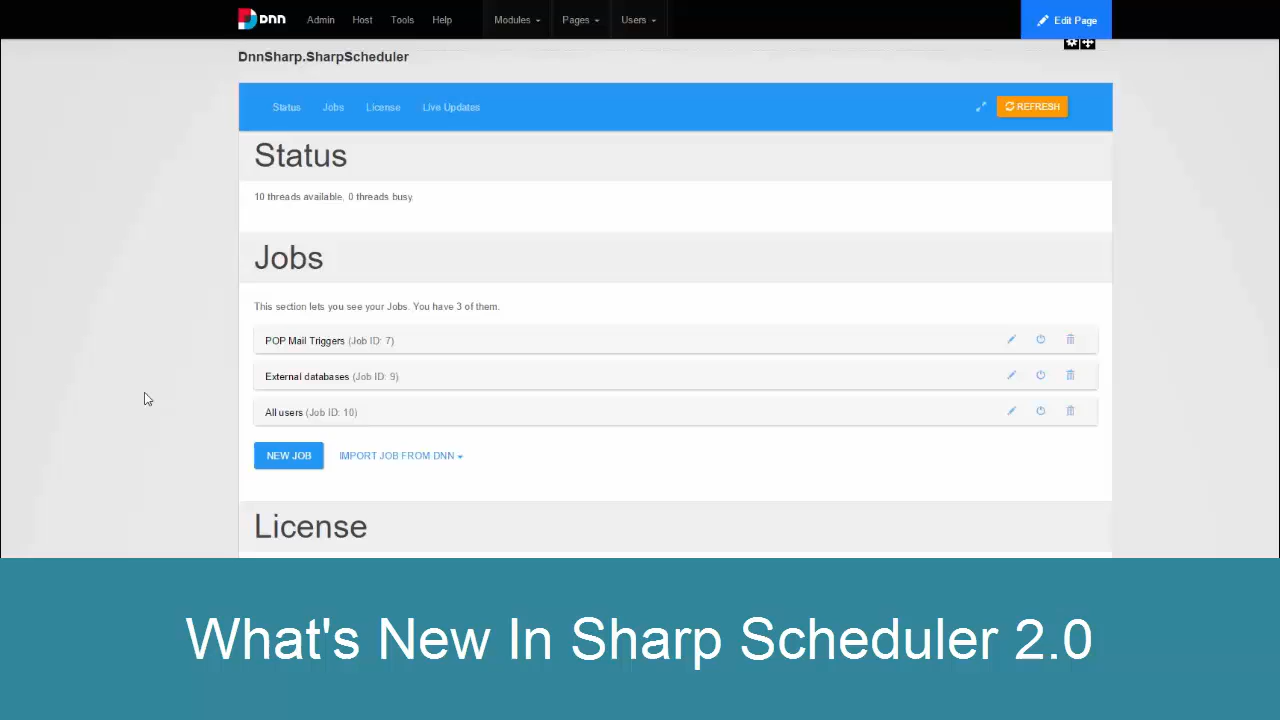 DNN Admin Host Tools Help Modules Pages Users Edit Page
DnnSharp.SharpScheduler
Status Jobs License Live Updates REFRESH
Status
10 threads available, 0 threads busy.
Jobs
This section lets you see your Jobs. You have 3 of them.
POP Mail Triggers (Job ID: 7)
External databases (Job ID: 9)
All users (Job ID: 10)
NEW JOB IMPORT JOB FROM DNN
License
What's New In Sharp Scheduler 2.0